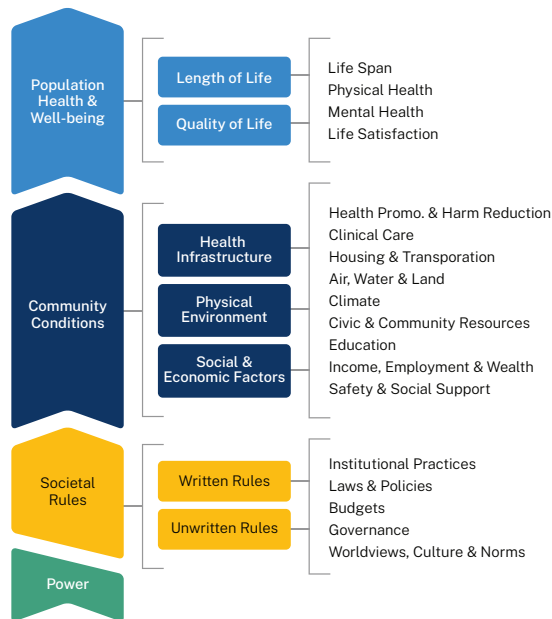 Population
Health &
Well-being
Length of Life
Quality of Life
Life Span
Physical Health
Mental Health
Life Satisfaction
Community
Conditions
Health
Infrastructure
Physical
Environment
Social &
Economic Factors
Health Promo. & Harm Reduction
Clinical Care
Housing & Transporation
Air, Water & Land
Climate
Civic & Community Resources
Education
Income, Employment & Wealth
Safety & Social Support
Societal
Rules
Written Rules
Unwritten Rules
Institutional Practices
Laws & Policies
Budgets
Governance
Worldviews, Culture & Norms
Power